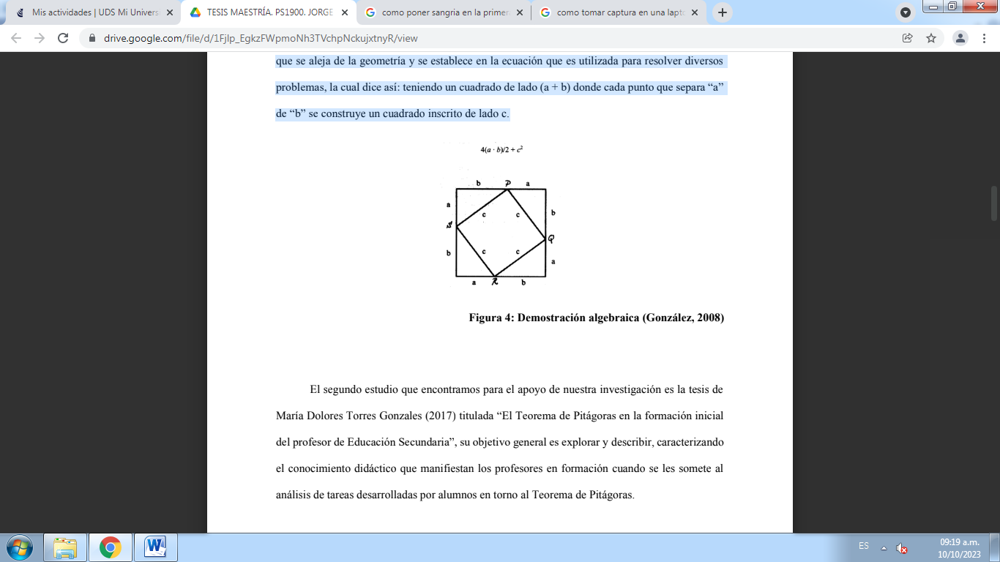 Mis actividades | UDS Mi Univers
TESIS MAESTRÍA. PS1900. JORGE
como poner sangria en la primer
como tomar captura en una lapt
drive.google.com/file/d/1FjIp_EgkzFWpmoNh3TVchpNckujxtnyR/view
que se aleja de la geometría y se establece en la ecuación que es utilizada para resolver diversos
problemas, la cual dice así: teniendo un cuadrado de lado (a + b) donde cada punto que separa “a”
de “b” se construye un cuadrado inscrito de lado c.
4(a · b)/2 + c²
b P a
a c c b
S Q
b c c a
a R b
Figura 4: Demostración algebraica (González, 2008)
El segundo estudio que encontramos para el apoyo de nuestra investigación es la tesis de
María Dolores Torres Gonzales (2017) titulada “El Teorema de Pitágoras en la formación inicial
del profesor de Educación Secundaria”, su objetivo general es explorar y describir, caracterizando
el conocimiento didáctico que manifiestan los profesores en formación cuando se les somete al
análisis de tareas desarrolladas por alumnos en torno al Teorema de Pitágoras.
ES
09:19 a.m.
10/10/2023